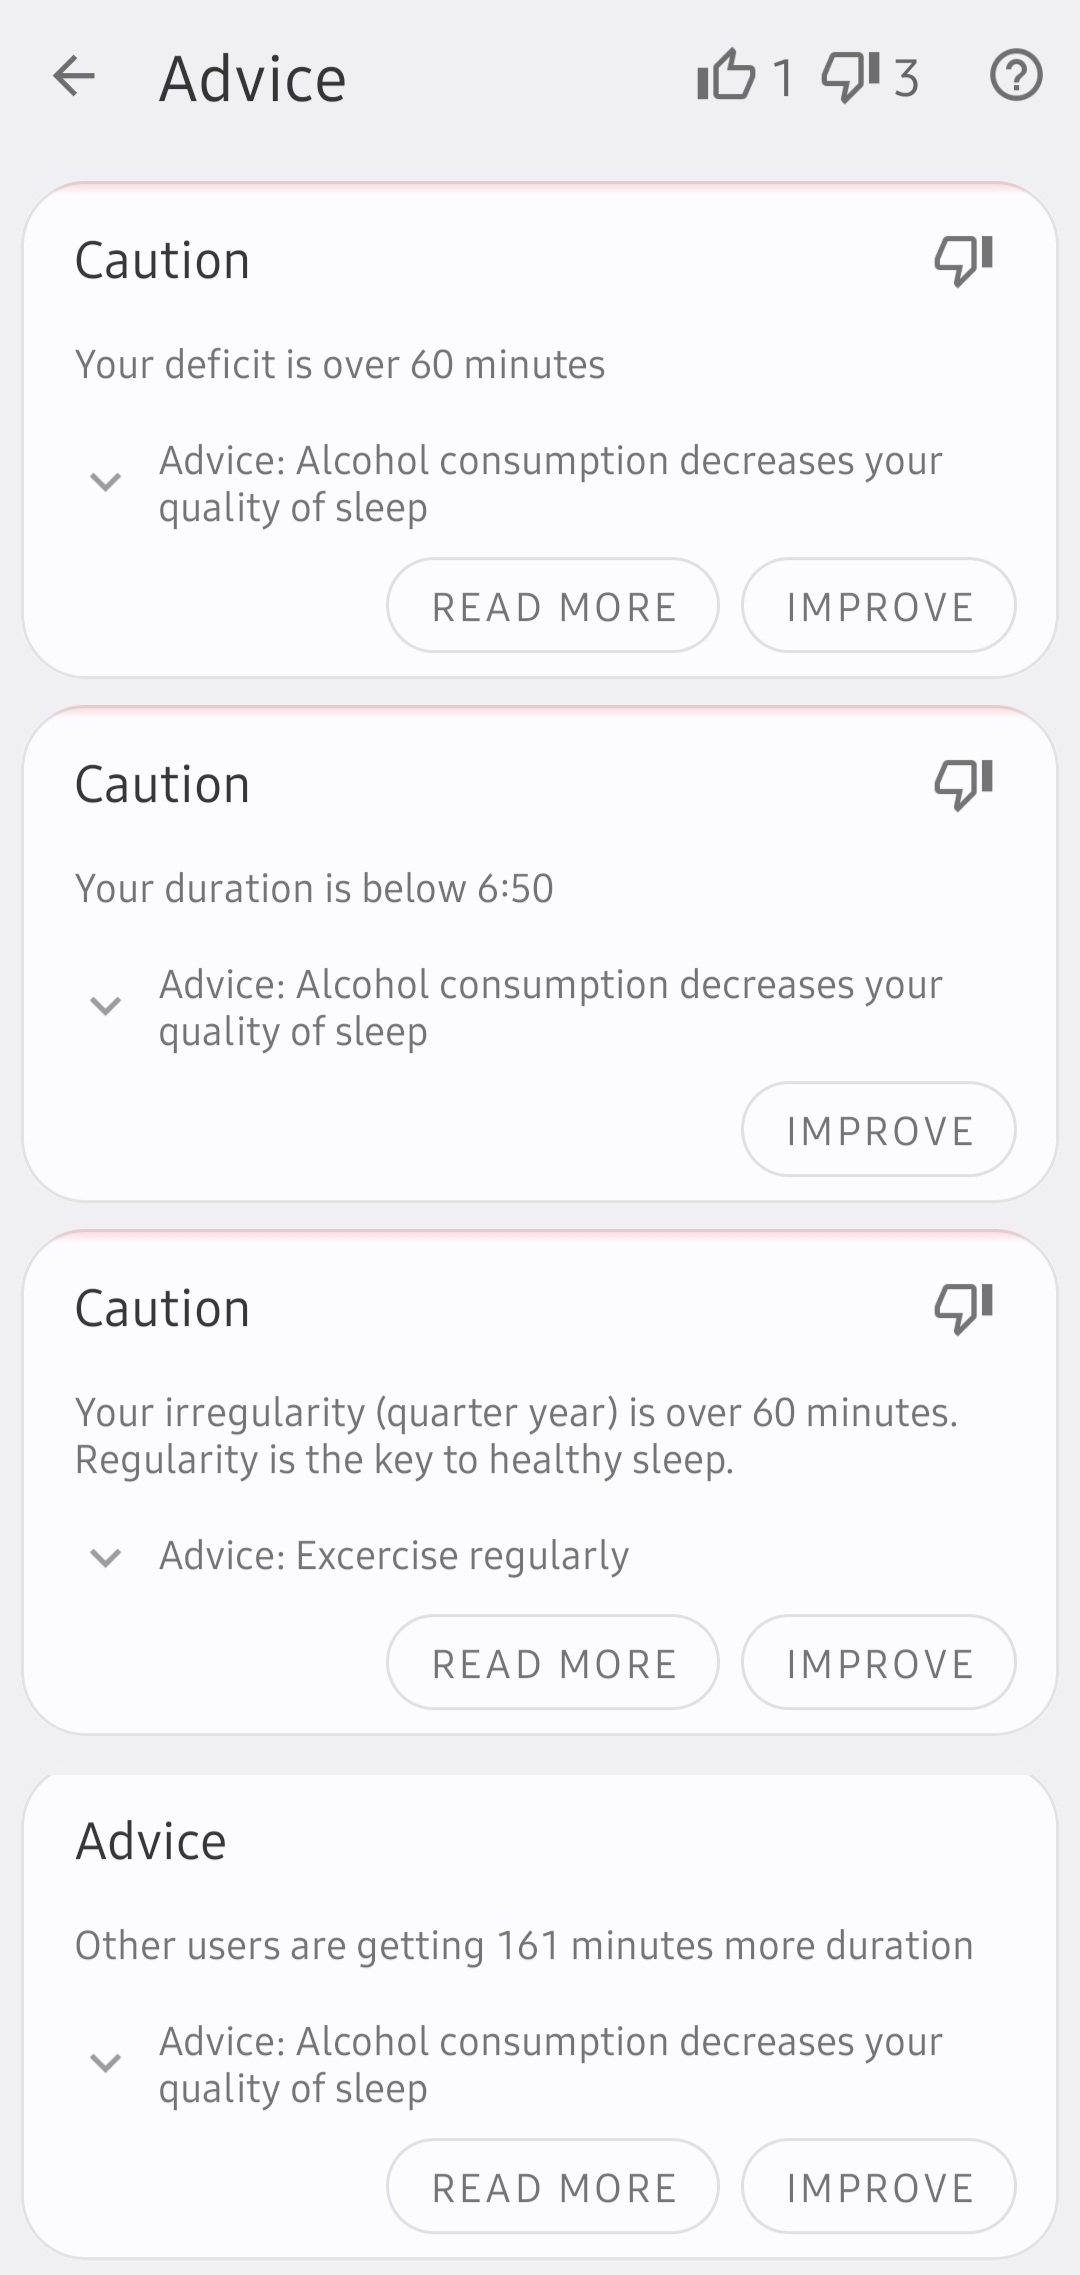 Advice 1 3
Caution
Your deficit is over 60 minutes
Advice: Alcohol consumption decreases your
quality of sleep
READ MORE IMPROVE
Caution
Your duration is below 6:50
Advice: Alcohol consumption decreases your
quality of sleep
IMPROVE
Caution
Your irregularity (quarter year) is over 60 minutes.
Regularity is the key to healthy sleep.
Advice: Excercise regularly
READ MORE IMPROVE
Advice
Other users are getting 161 minutes more duration
Advice: Alcohol consumption decreases your
quality of sleep
READ MORE IMPROVE